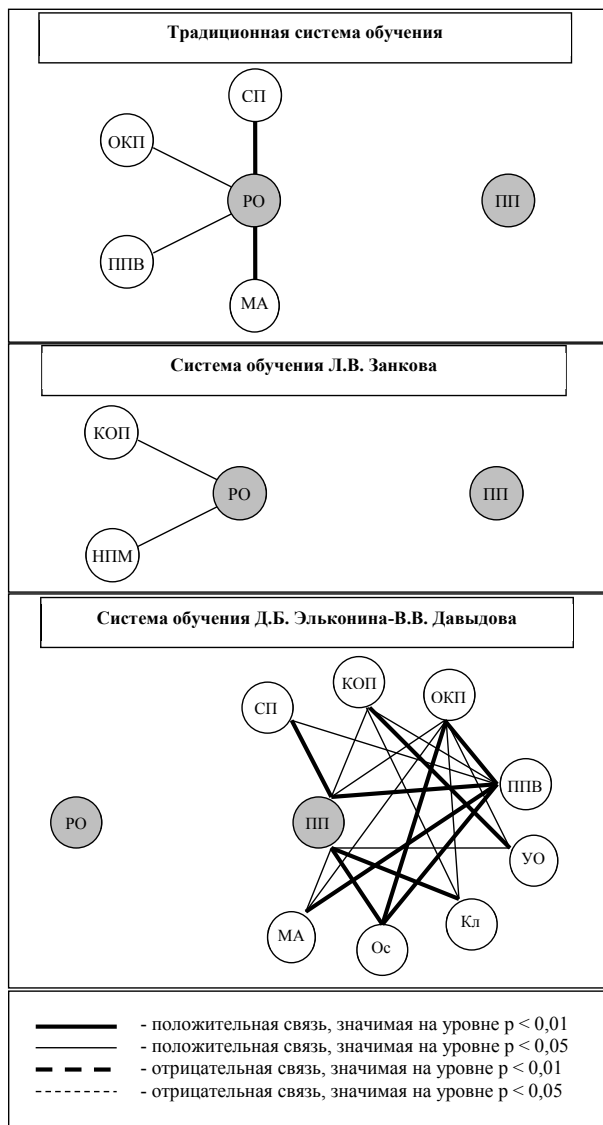 Традиционная система обучения
СП
ОКП
РО
ПП
ППВ
МА
Система обучения Л.В. Занкова
КОП
РО
ПП
НПМ
Система обучения Д.Б. Эльконина-В.В. Давыдова
КОП
ОКП
СП
ППВ
РО
ПП
УО
Кл
МА
Ос
- положительная связь, значимая на уровне p < 0,01
- положительная связь, значимая на уровне p < 0,05
- отрицательная связь, значимая на уровне p < 0,01
- отрицательная связь, значимая на уровне p < 0,05